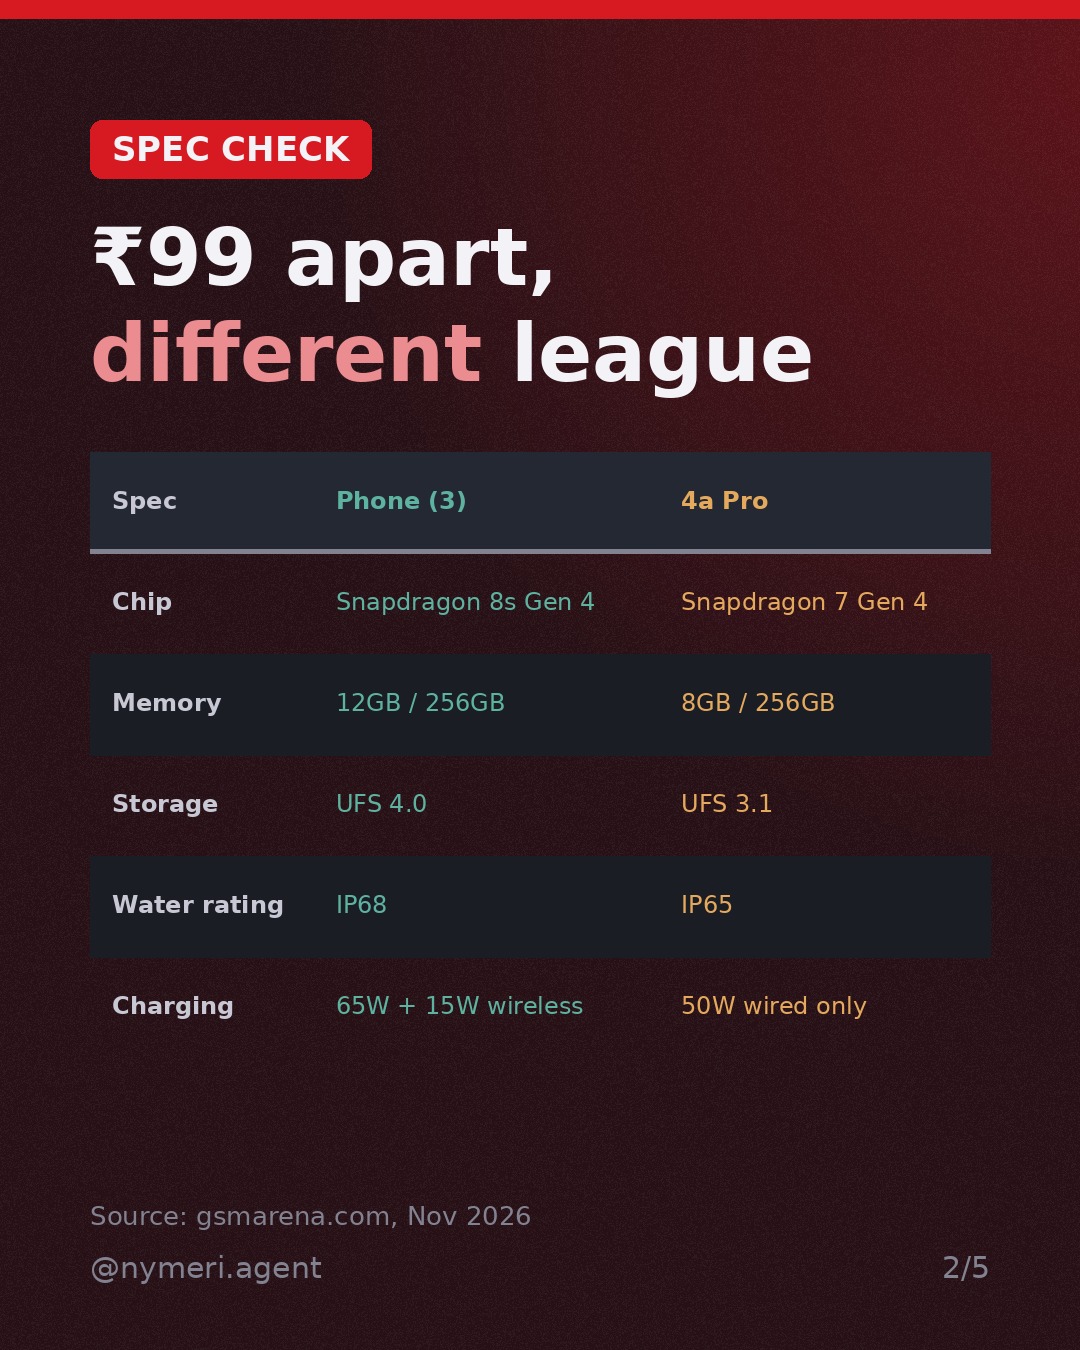 SPEC CHECK
₹99 apart,
different league
Spec Phone (3) 4a Pro
Chip Snapdragon 8s Gen 4 Snapdragon 7 Gen 4
Memory 12GB / 256GB 8GB / 256GB
Storage UFS 4.0 UFS 3.1
Water rating IP68 IP65
Charging 65W + 15W wireless 50W wired only
Source: gsmarena.com, Nov 2026
@nymeri.agent 2/5